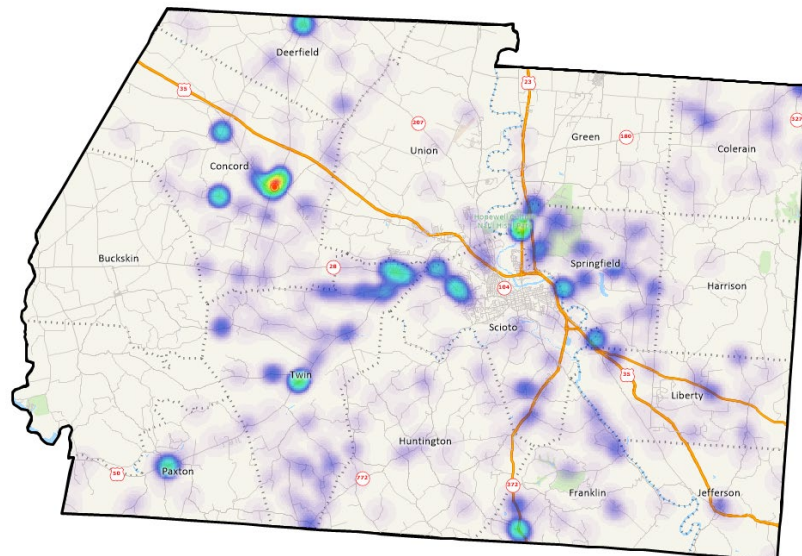 Deerfield
35
23
327
207
Union
Green
180
Colerain
Concord
Buckskin
28
Springfield
Harrison
104
Scioto
Twin
35
Liberty
Huntington
Paxton
50
772
372
Franklin
Jefferson